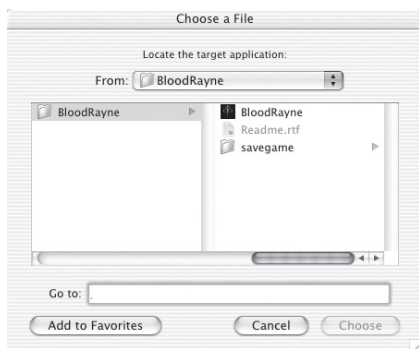 Choose a File
Locate the target application:
From: BloodRayne
BloodRayne
BloodRayne
Readme.rtf
savegame
Go to:
Add to Favorites
Cancel
Choose